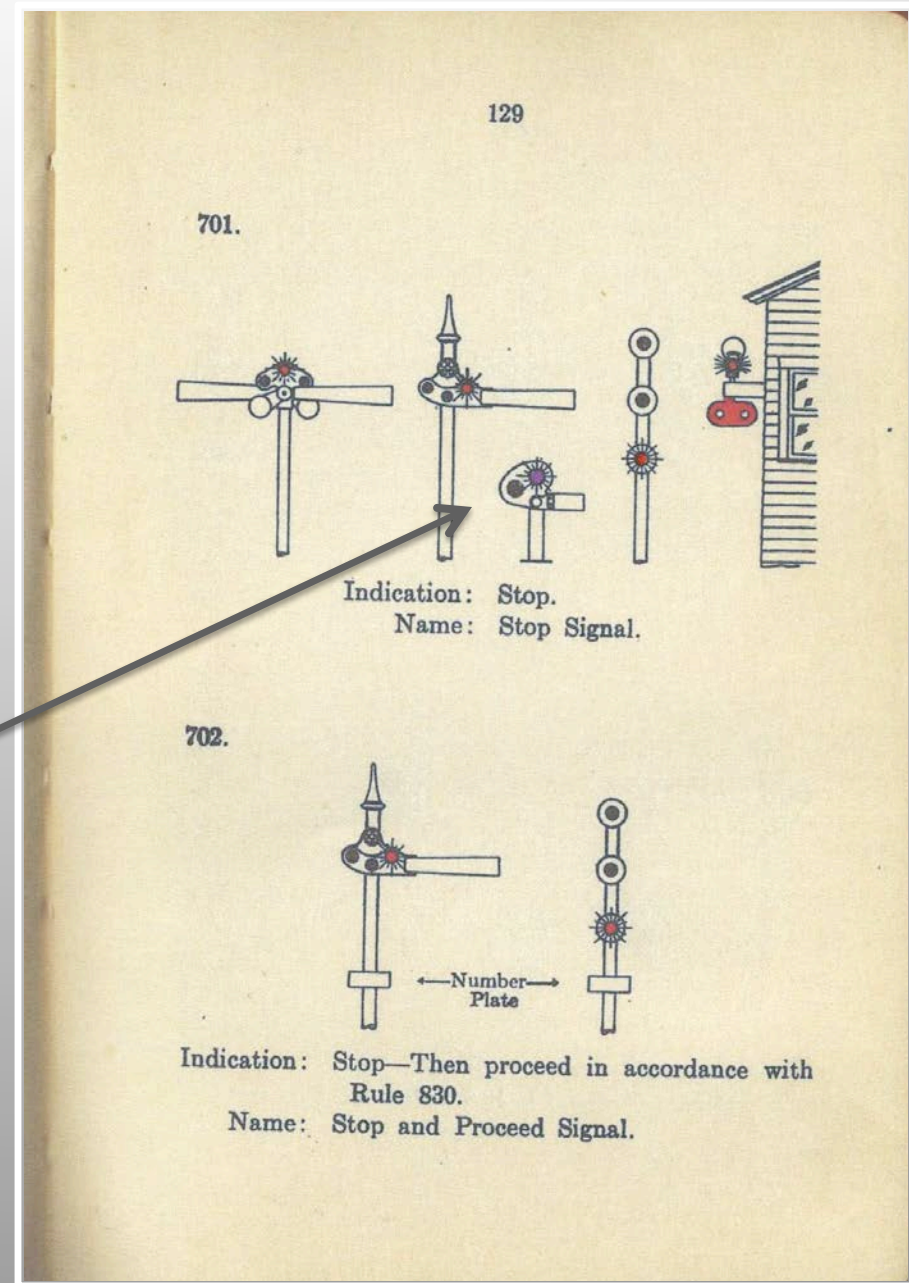 129
701.
Indication: Stop.
Name: Stop Signal.
702.
←—Number—→
Plate
Indication: Stop—Then proceed in accordance with
Rule 830.
Name: Stop and Proceed Signal.